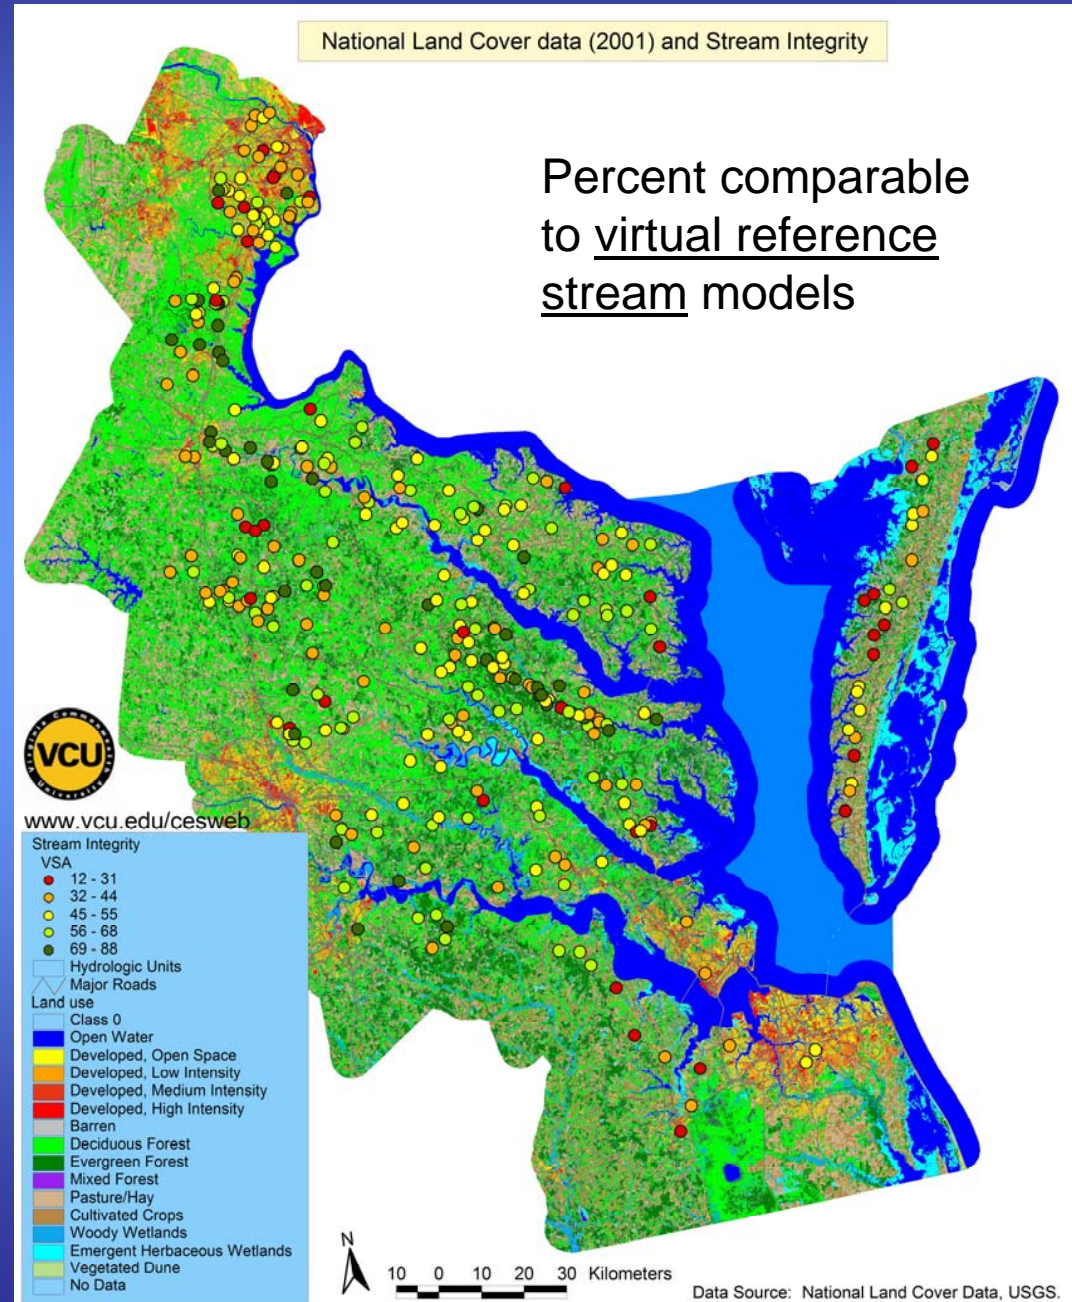 National Land Cover data (2001) and Stream Integrity
Percent comparable
to virtual reference
stream models
Virginia Commonwealth University
VCU
www.vcu.edu/cesweb
Stream Integrity
VSA
12 - 31
32 - 44
45 - 55
56 - 68
69 - 88
Hydrologic Units
Major Roads
Land use
Class 0
Open Water
Developed, Open Space
Developed, Low Intensity
Developed, Medium Intensity
Developed, High Intensity
Barren
Deciduous Forest
Evergreen Forest
Mixed Forest
Pasture/Hay
Cultivated Crops
Woody Wetlands
Emergent Herbaceous Wetlands
Vegetated Dune
No Data
N
10 0 10 20 30 Kilometers
Data Source: National Land Cover Data, USGS.